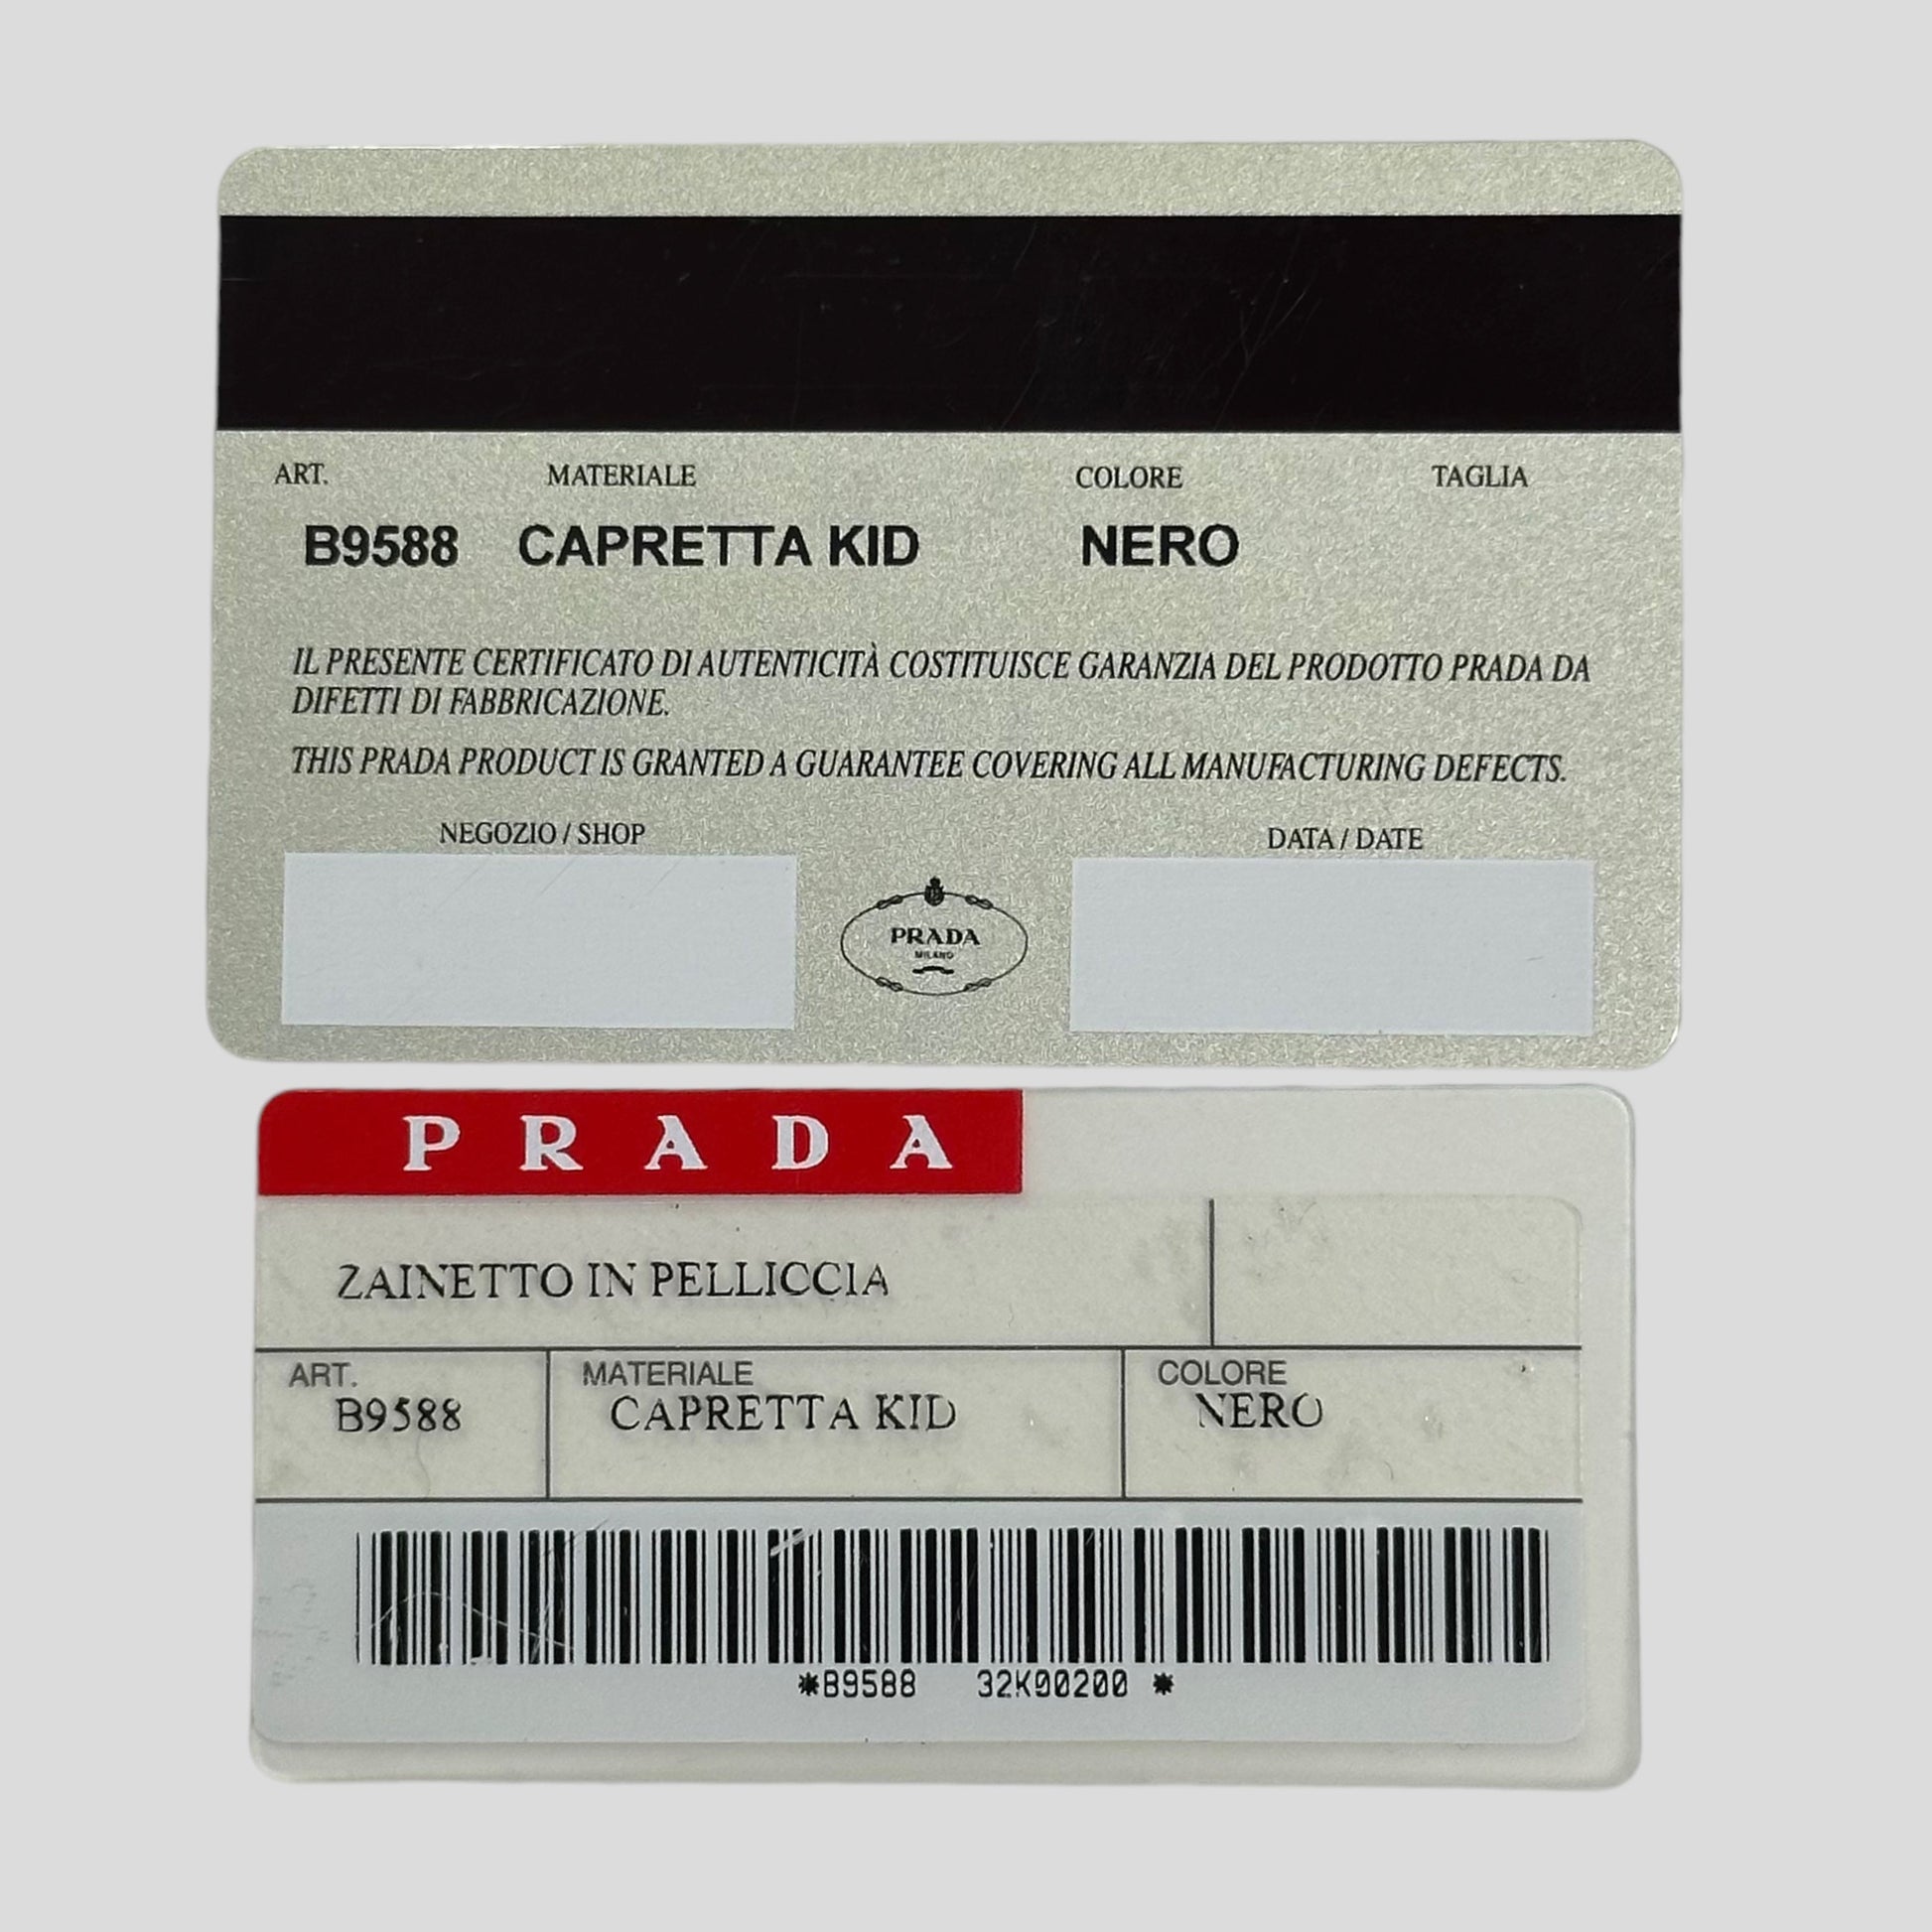 ART. MATERIALE COLORE TAGLIA
B9588 CAPRETTA KID NERO
IL PRESENTE CERTIFICATO DI AUTENTICITÀ COSTITUISCE GARANZIA DEL PRODOTTO PRADA DA
DIFETTI DI FABBRICAZIONE.
THIS PRADA PRODUCT IS GRANTED A GUARANTEE COVERING ALL MANUFACTURING DEFECTS.
NEGOZIO / SHOP DATA / DATE
PRADA
MILANO
PRADA
ZAINETTO IN PELLICCIA
ART. MATERIALE COLORE
B9588 CAPRETTA KID NERO
*B9588 32K00200 *